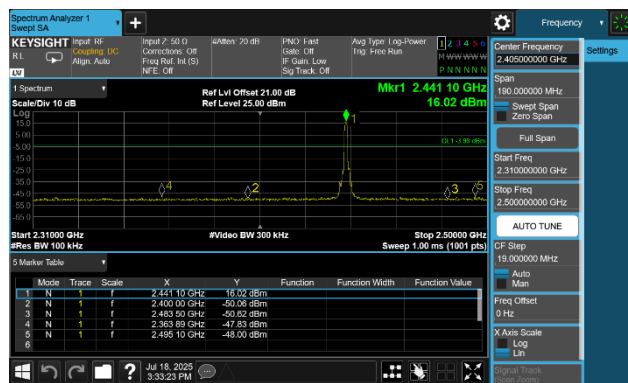 Spectrum Analyzer 1
Swept SA
+
Frequency
KEYSIGHT
R L
LXI
Input: RF
Coupling: DC
Align: Auto
Input Z: 50 Ω
Corrections: Off
Freq Ref: Int (S)
NFE: Off
#Atten: 20 dB
PNO: Fast
Gate: Off
IF Gain: Low
Sig Track: Off
Avg Type: Log-Power
Trig: Free Run
1 2 3 4 5 6
M W W W W W
P N N N N N
1 Spectrum
Scale/Div 10 dB
Ref Lvl Offset 21.00 dB
Ref Level 25.00 dBm
Mkr1 2.441 10 GHz
16.02 dBm
Log
15.0
5.00
-5.00
-15.0
-25.0
-35.0
-45.0
-55.0
-65.0
1
DL1 -3.98 dBm
4
2
3
5
Start 2.31000 GHz
#Res BW 100 kHz
#Video BW 300 kHz
Stop 2.50000 GHz
Sweep 1.00 ms (1001 pts)
5 Marker Table
Mode Trace Scale X Y Function Function Width Function Value
1 N 1 f 2.441 10 GHz 16.02 dBm
2 N 1 f 2.400 00 GHz -50.06 dBm
3 N 1 f 2.483 50 GHz -50.62 dBm
4 N 1 f 2.363 89 GHz -47.83 dBm
5 N 1 f 2.495 10 GHz -48.00 dBm
6
?
Jul 18, 2025
3:33:23 PM
Center Frequency
2.405000000 GHz
Settings
Span
190.000000 MHz
Swept Span
Zero Span
Full Span
Start Freq
2.310000000 GHz
Stop Freq
2.500000000 GHz
AUTO TUNE
CF Step
19.000000 MHz
Auto
Man
Freq Offset
0 Hz
X Axis Scale
Log
Lin
Signal Track
(Span Zoom)